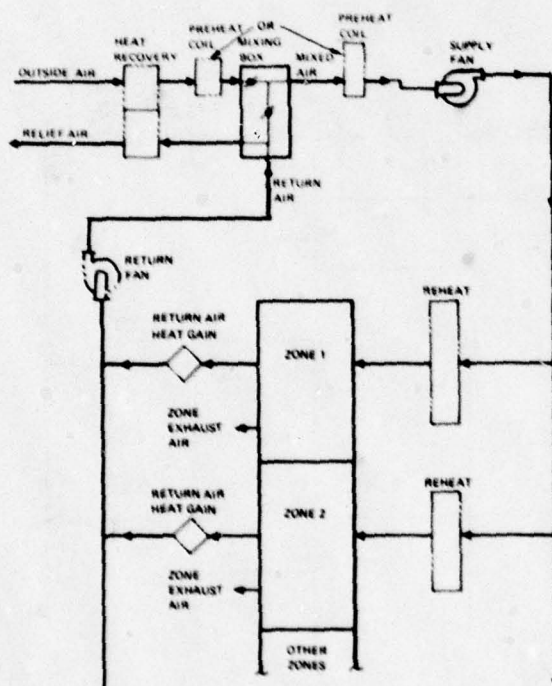 PREHEAT
COIL
OR
PREHEAT
COIL
HEAT
RECOVERY
MIXING
BOX
MIXED
AIR
SUPPLY
FAN
OUTSIDE AIR
RELIEF AIR
RETURN
AIR
RETURN
FAN
RETURN AIR
HEAT GAIN
ZONE 1
REHEAT
ZONE
EXHAUST
AIR
RETURN AIR
HEAT GAIN
ZONE 2
REHEAT
ZONE
EXHAUST
AIR
OTHER
ZONES